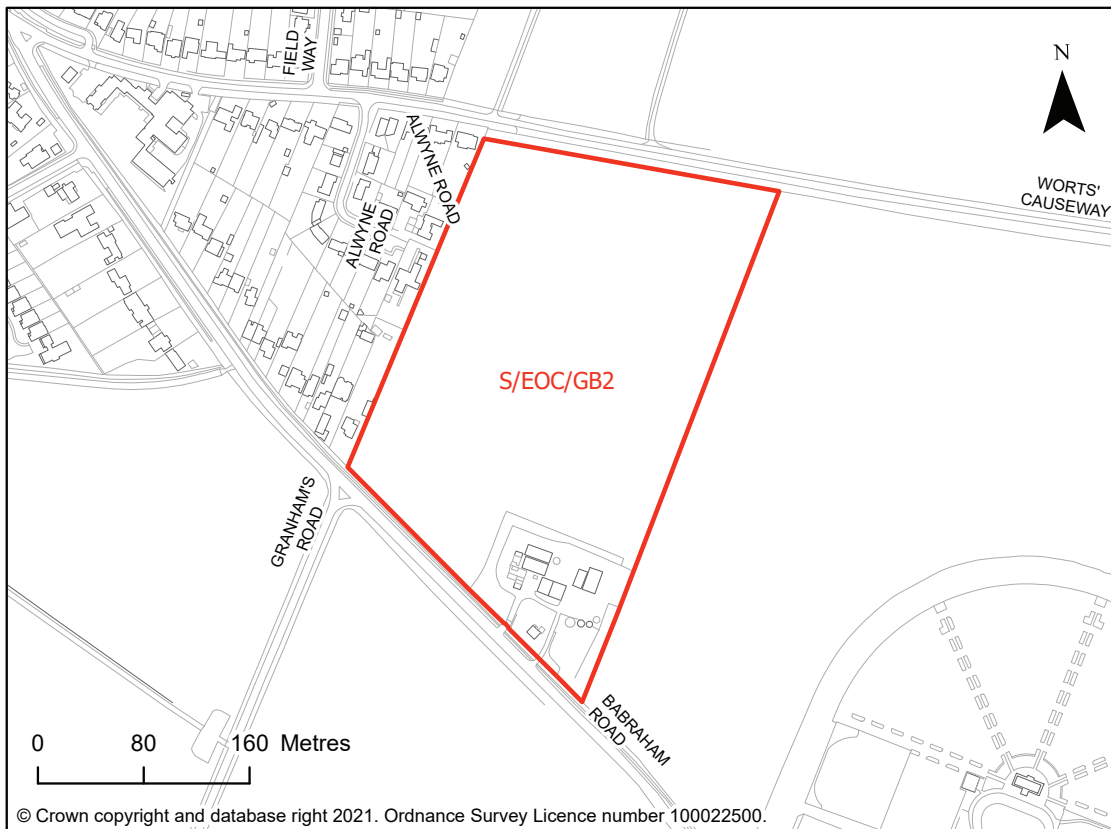 FIELD
WAY
N
ALWYNE ROAD
WORTS'
CAUSEWAY
ALWYNE
ROAD
S/EOC/GB2
GRANHAM'S
ROAD
BABRAHAM
ROAD
0 80 160 Metres
© Crown copyright and database right 2021. Ordnance Survey Licence number 100022500.